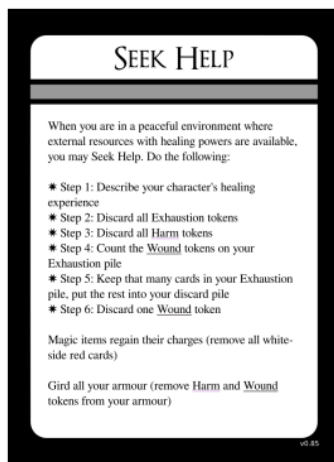 SEEK HELP
When you are in a peaceful environment where
external resources with healing powers are available,
you may Seek Help. Do the following:
✷ Step 1: Describe your character's healing
experience
✷ Step 2: Discard all Exhaustion tokens
✷ Step 3: Discard all Harm tokens
✷ Step 4: Count the Wound tokens on your
Exhaustion pile
✷ Step 5: Keep that many cards in your Exhaustion
pile, put the rest into your discard pile
✷ Step 6: Discard one Wound token
Magic items regain their charges (remove all white-
side red cards)
Gird all your armour (remove Harm and Wound
tokens from your armour)
v0.85